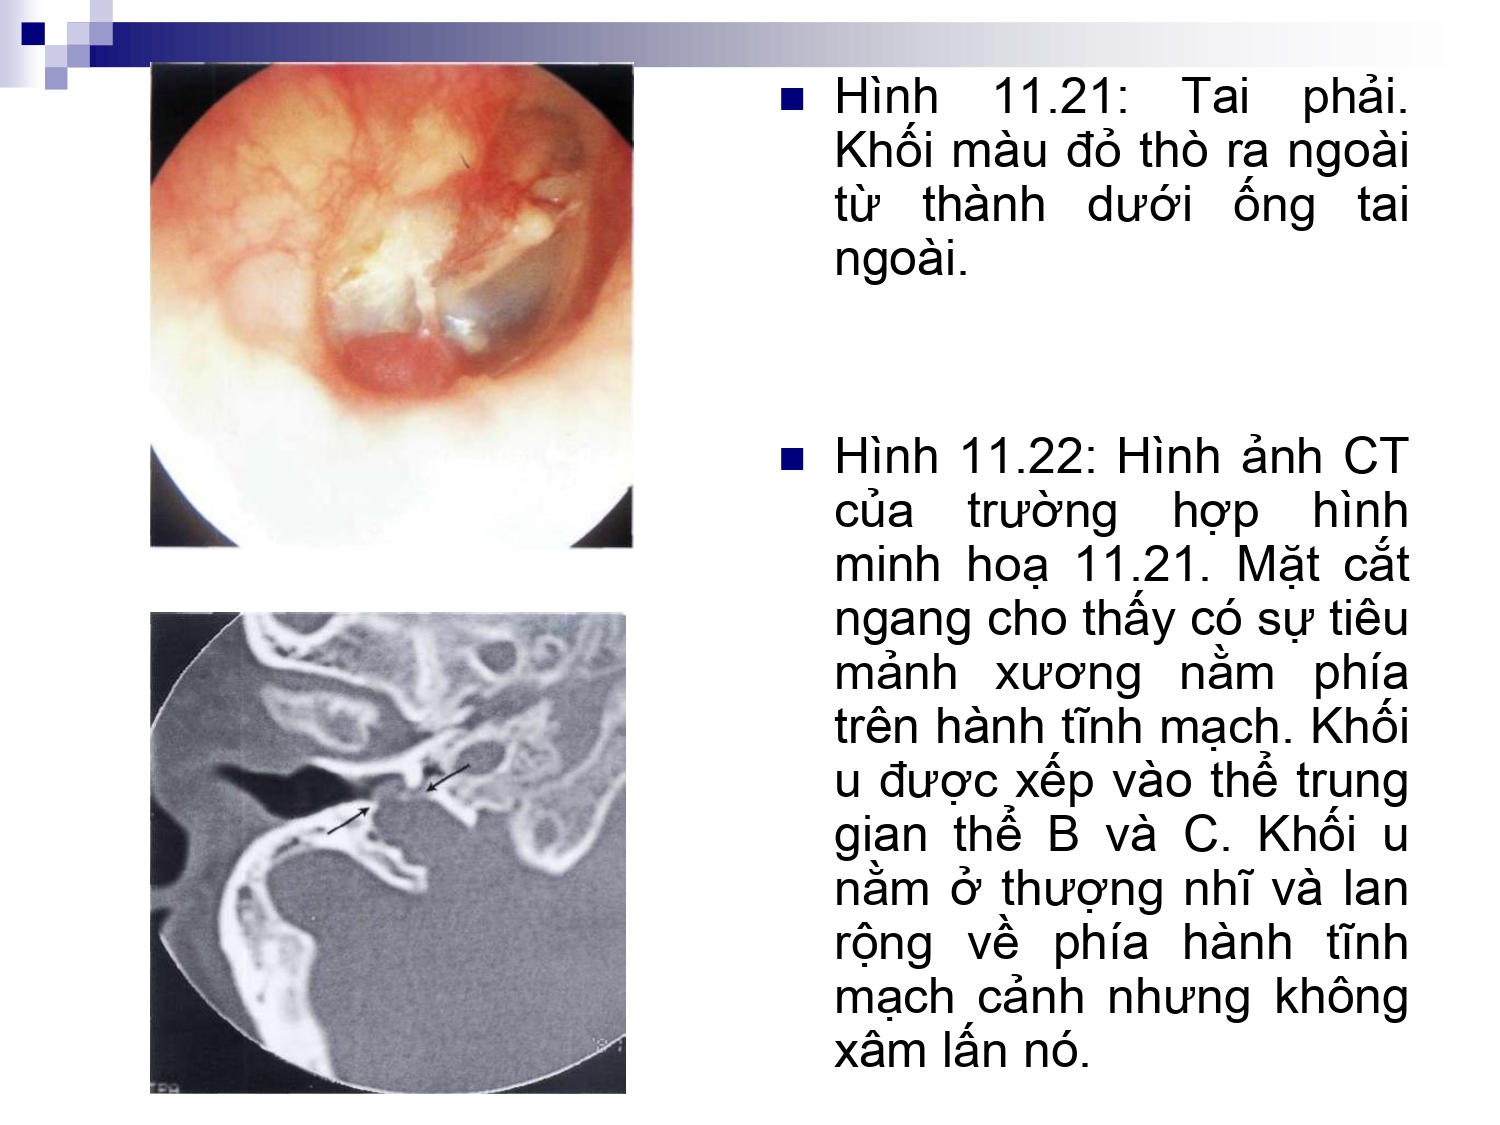 Hình 11.21: Tai phải.
Khối màu đỏ thò ra ngoài
từ thành dưới ống tai
ngoài.
Hình 11.22: Hình ảnh CT
của trường hợp hình
minh hoạ 11.21. Mặt cắt
ngang cho thấy có sự tiêu
mảnh xương nằm phía
trên hành tĩnh mạch. Khối
u được xếp vào thể trung
gian thể B và C. Khối u
nằm ở thượng nhĩ và lan
rộng về phía hành tĩnh
mạch cảnh nhưng không
xâm lấn nó.